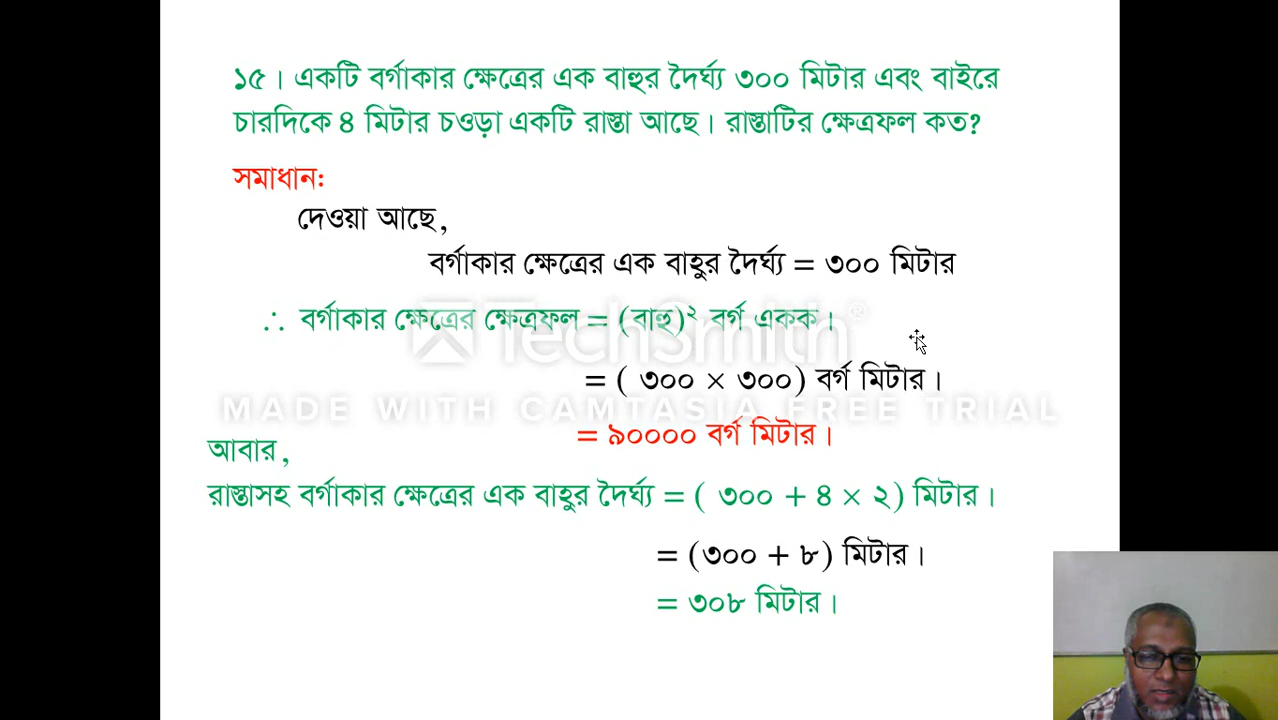 ১৫। একটি বর্গাকার ক্ষেত্রের এক বাহুর দৈর্ঘ্য ৩০০ মিটার এবং বাইরে
চারদিকে ৪ মিটার চওড়া একটি রাস্তা আছে। রাস্তাটির ক্ষেত্রফল কত?
সমাধান:
দেওয়া আছে,
বর্গাকার ক্ষেত্রের এক বাহুর দৈর্ঘ্য = ৩০০ মিটার
∴ বর্গাকার ক্ষেত্রের ক্ষেত্রফল = (বাহু)² বর্গ একক।
TechSmith®
= ( ৩০০ × ৩০০) বর্গ মিটার।
MADE WITH CAMTASIA FREE TRIAL
= ৯০০০০ বর্গ মিটার।
আবার,
রাস্তাসহ বর্গাকার ক্ষেত্রের এক বাহুর দৈর্ঘ্য = ( ৩০০ + ৪ × ২) মিটার।
= (৩০০ + ৮) মিটার।
= ৩০৮ মিটার।